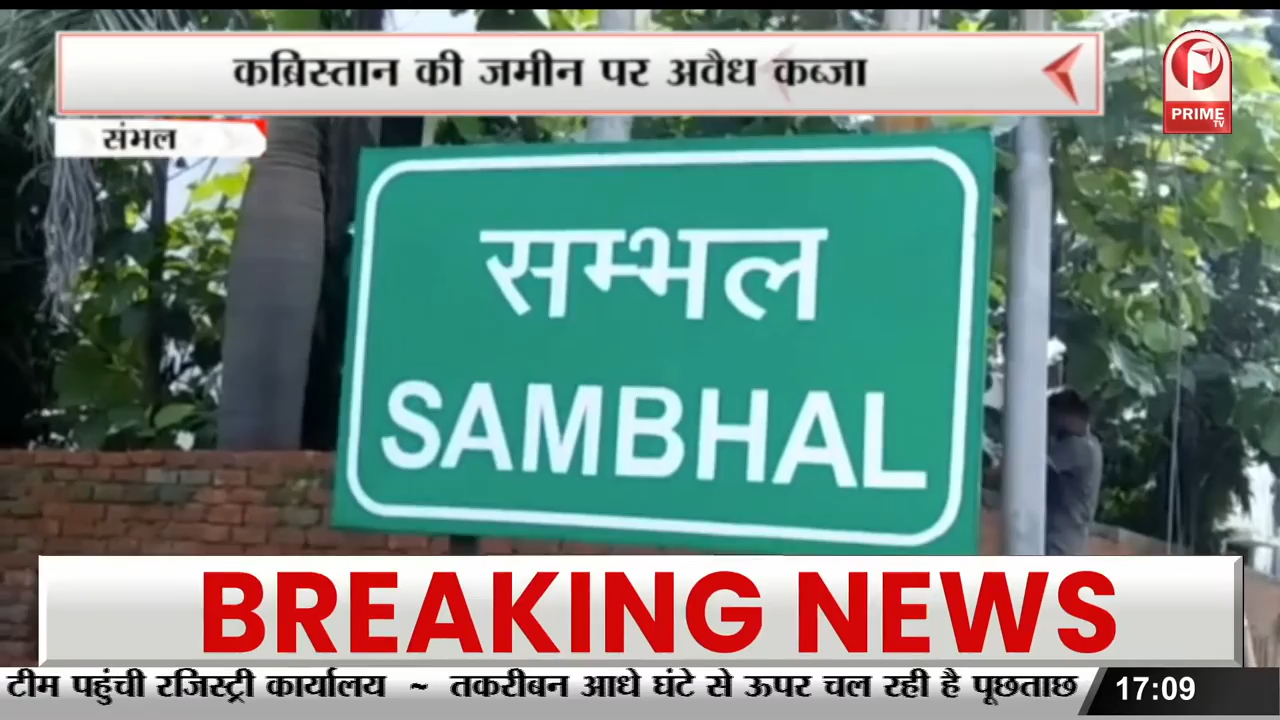 कब्रिस्तान की जमीन पर अवैध कब्जा
PRIME
TV
संभल
सम्भल
SAMBHAL
BREAKING NEWS
टीम पहुंची रजिस्ट्री कार्यालय ~ तकरीबन आधे घंटे से ऊपर चल रही है पूछताछ
17:09